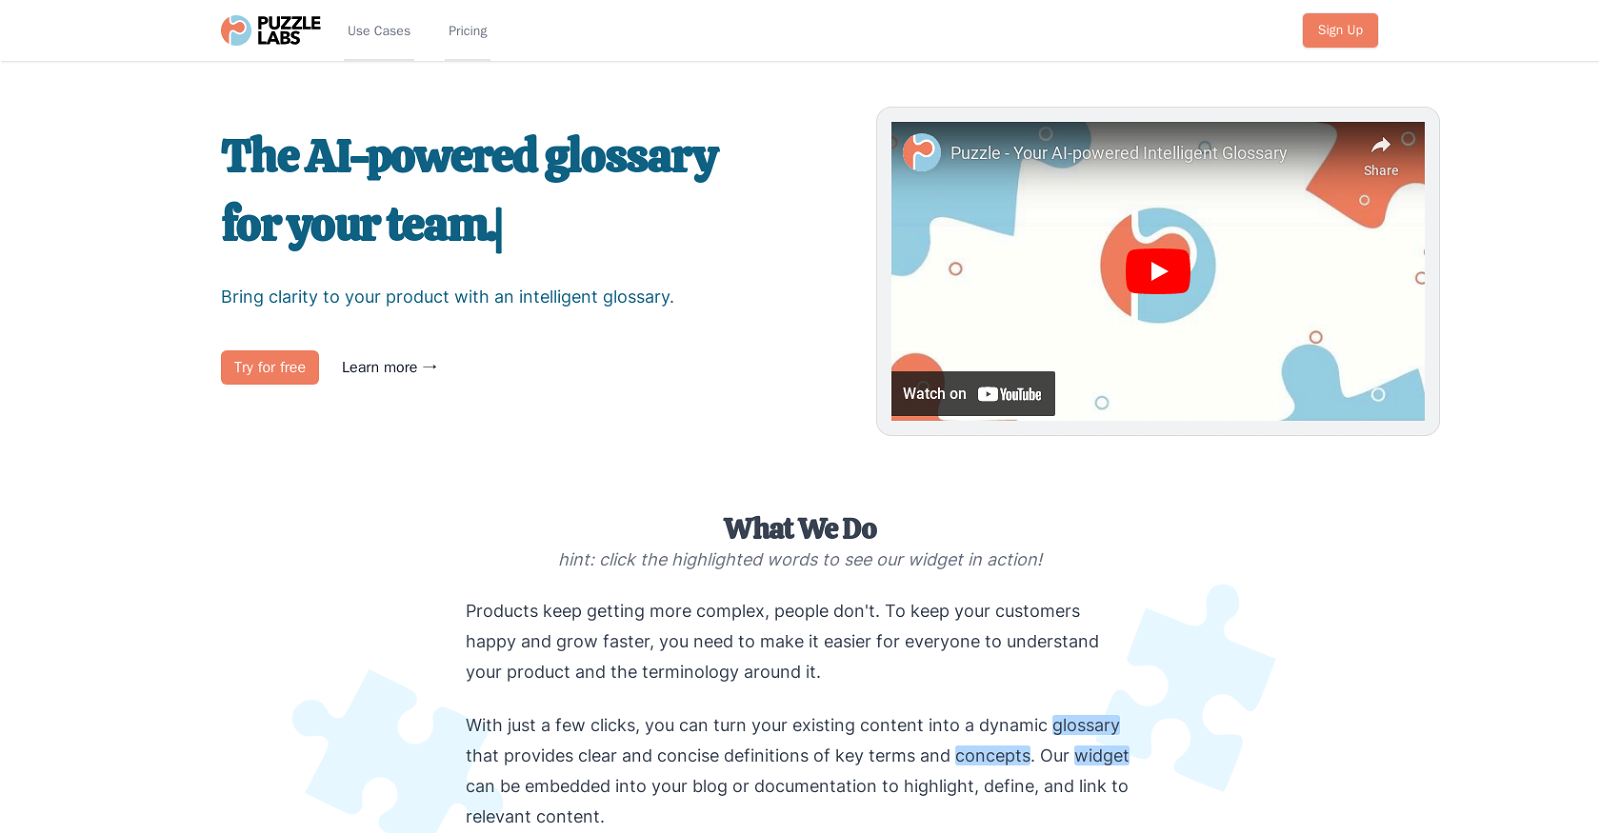 PUZZLE
LABS
Use Cases
Pricing
Sign Up
The AI-powered glossary
for your team.|
Bring clarity to your product with an intelligent glossary.
Try for free
Learn more →
Puzzle - Your AI-powered Intelligent Glossary
Share
Watch on YouTube
What We Do
hint: click the highlighted words to see our widget in action!
Products keep getting more complex, people don't. To keep your customers
happy and grow faster, you need to make it easier for everyone to understand
your product and the terminology around it.
With just a few clicks, you can turn your existing content into a dynamic glossary
that provides clear and concise definitions of key terms and concepts. Our widget
can be embedded into your blog or documentation to highlight, define, and link to
relevant content.